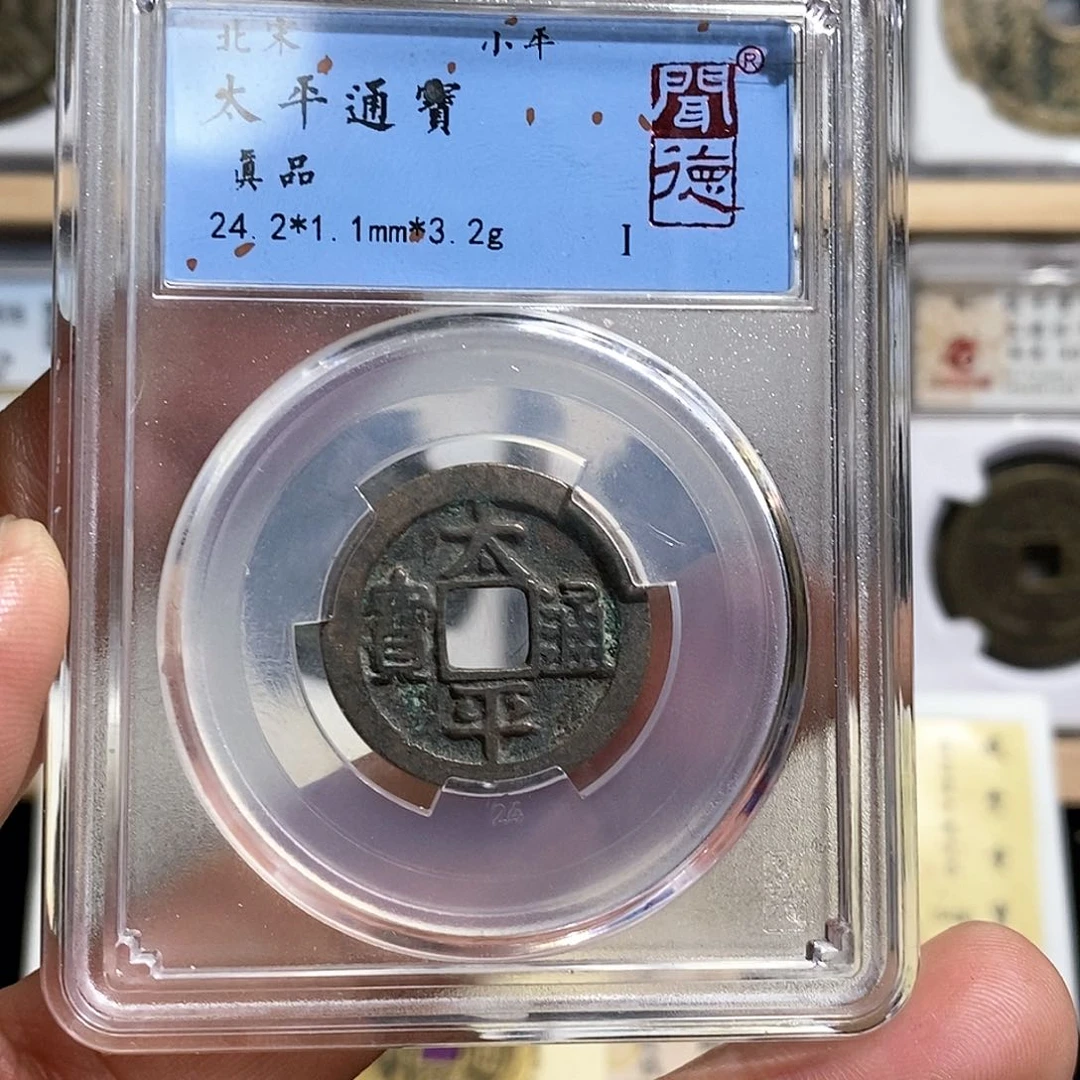 北宋 小平
太平通寶
真品
聞德®
24.2*1.1mm*3.2g I
太平通寶
24